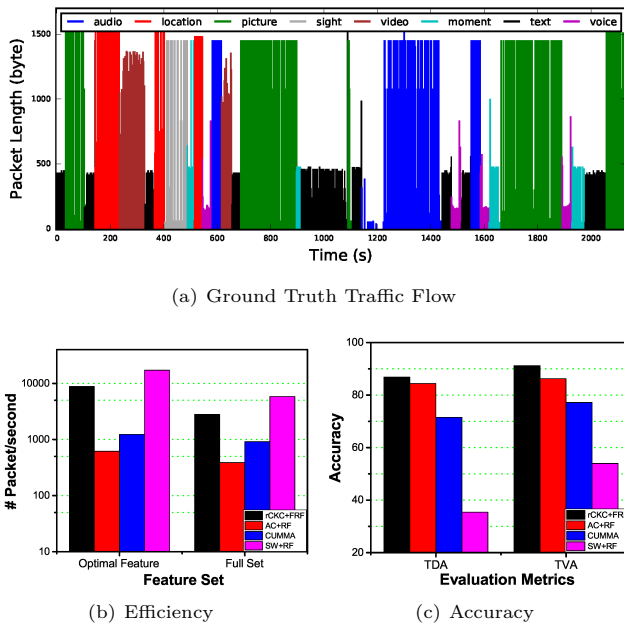 audio location picture sight video moment text voice
Packet Length (byte)
1500
1000
500
0
0 200 400 600 800 1000 1200 1400 1600 1800 2000
Time (s)
(a) Ground Truth Traffic Flow
# Packet/second
10000
1000
100
10
rCKC+FRF
AC+RF
CUMMA
SW+RF
Optimal Feature Full Set
Feature Set
(b) Efficiency
Accuracy
100
80
60
40
20
rCKC+FRF
AC+RF
CUMMA
SW+RF
TDA TVA
Evaluation Metrics
(c) Accuracy